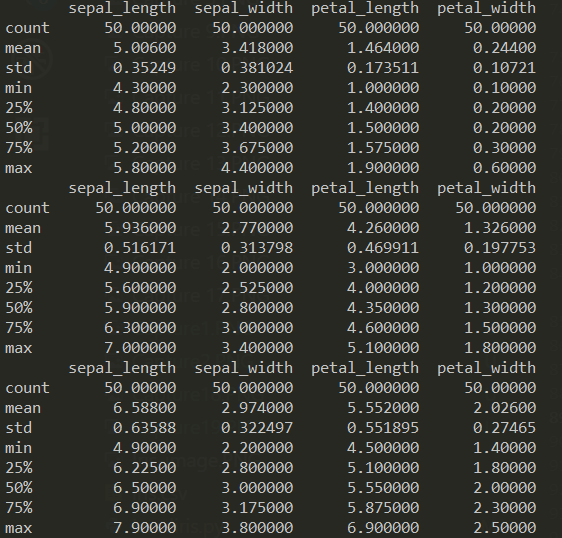 sepal_length sepal_width petal_length petal_width
count 50.00000 50.000000 50.000000 50.00000
mean 5.00600 3.418000 1.464000 0.24400
std 0.35249 0.381024 0.173511 0.10721
min 4.30000 2.300000 1.000000 0.10000
25% 4.80000 3.125000 1.400000 0.20000
50% 5.00000 3.400000 1.500000 0.20000
75% 5.20000 3.675000 1.575000 0.30000
max 5.80000 4.400000 1.900000 0.60000
sepal_length sepal_width petal_length petal_width
count 50.000000 50.000000 50.000000 50.000000
mean 5.936000 2.770000 4.260000 1.326000
std 0.516171 0.313798 0.469911 0.197753
min 4.900000 2.000000 3.000000 1.000000
25% 5.600000 2.525000 4.000000 1.200000
50% 5.900000 2.800000 4.350000 1.300000
75% 6.300000 3.000000 4.600000 1.500000
max 7.000000 3.400000 5.100000 1.800000
sepal_length sepal_width petal_length petal_width
count 50.00000 50.000000 50.000000 50.00000
mean 6.58800 2.974000 5.552000 2.02600
std 0.63588 0.322497 0.551895 0.27465
min 4.90000 2.200000 4.500000 1.40000
25% 6.22500 2.800000 5.100000 1.80000
50% 6.50000 3.000000 5.550000 2.00000
75% 6.90000 3.175000 5.875000 2.30000
max 7.90000 3.800000 6.900000 2.50000